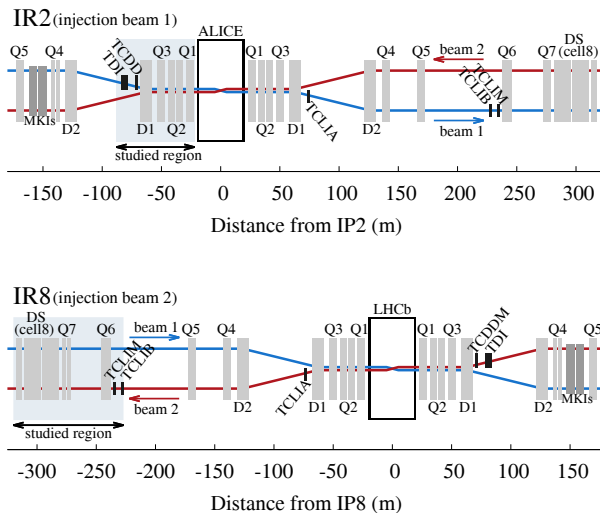 IR2 (injection beam 1)
ALICE
Q5 Q4 TCDD TDI Q3 Q1 Q1 Q3 Q4 Q5 beam 2 Q6 Q7 DS (cell8)
MKIs D2 D1 Q2 Q2 D1 TCLIA D2 beam 1 TCLIB TCLIM
studied region
-150 -100 -50 0 50 100 150 200 250 300
Distance from IP2 (m)
IR8 (injection beam 2)
LHCb
DS (cell8) Q7 Q6 TCLIM TCLIB beam 1 Q5 Q4 Q3 Q1 Q1 Q3 TCDDM TDI Q4 Q5
beam 2 D2 TCLIA D1 Q2 Q2 D1 D2 MKIs
studied region
-300 -250 -200 -150 -100 -50 0 50 100 150
Distance from IP8 (m)